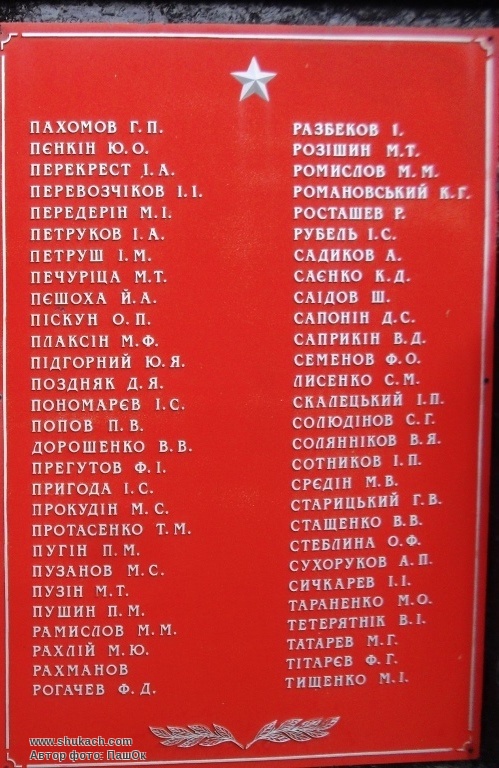 ПАХОМОВ Г.П.
ПЄНКІН Ю.О.
ПЕРЕКРЕСТ І.А.
ПЕРЕВОЗЧІКОВ І.І.
ПЕРЕДЕРІН М.І.
ПЕТРУКОВ І.А.
ПЕТРУШ І.М.
ПЕЧУРІЦА М.Т.
ПЄШОХА Й.А.
ПІСКУН О.П.
ПЛАКСІН М.Ф.
ПІДГОРНИЙ Ю.Я.
ПОЗДНЯК Д.Я.
ПОНОМАРЄВ І.С.
ПОПОВ П.В.
ДОРОШЕНКО В.В.
ПРЕГУТОВ Ф.І.
ПРИГОДА І.С.
ПРОКУДІН М.С.
ПРОТАСЕНКО Т.М.
ПУГІН П.М.
ПУЗАНОВ М.С.
ПУЗІН М.Т.
ПУШИН П.М.
РАМИСЛОВ М.М.
РАХЛІЙ М.Ю.
РАХМАНОВ
РОГАЧЕВ Ф.Д.
РАЗБЕКОВ І.
РОЗІШИН М.Т.
РОМИСЛОВ М.М.
РОМАНОВСЬКИЙ К.Г.
РОСТАШЕВ Р.
РУБЕЛЬ І.С.
САДИКОВ А.
САЄНКО К.Д.
САІДОВ Ш.
САПОНІН Д.С.
САПРИКІН В.Д.
СЕМЕНОВ Ф.О.
ЛИСЕНКО С.М.
СКАЛЕЦЬКИЙ І.П.
СОЛЮДІНОВ С.Г.
СОЛЯННІКОВ В.Я.
СОТНИКОВ І.П.
СРЄДІН М.В.
СТАРИЦЬКИЙ Г.В.
СТАЩЕНКО В.В.
СТЕБЛИНА О.Ф.
СУХОРУКОВ А.П.
СИЧКАРЕВ І.І.
ТАРАНЕНКО М.О.
ТЕТЕРЯТНІК В.І.
ТАТАРЕВ М.Г.
ТІТАРЄВ Ф.Г.
ТИЩЕНКО М.І.
www.shukach.com
Автор фото: ПашОк